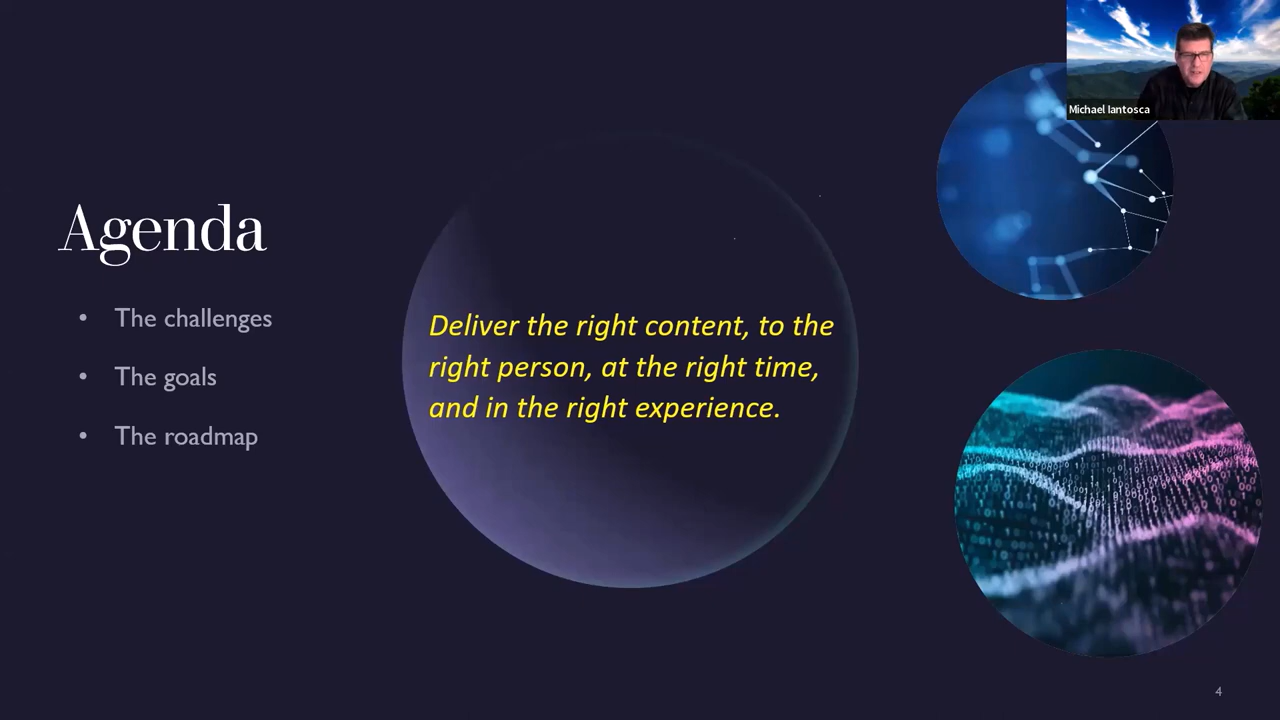 Michael Iantosca
Agenda
• The challenges
• The goals
• The roadmap
Deliver the right content, to the
right person, at the right time,
and in the right experience.
4